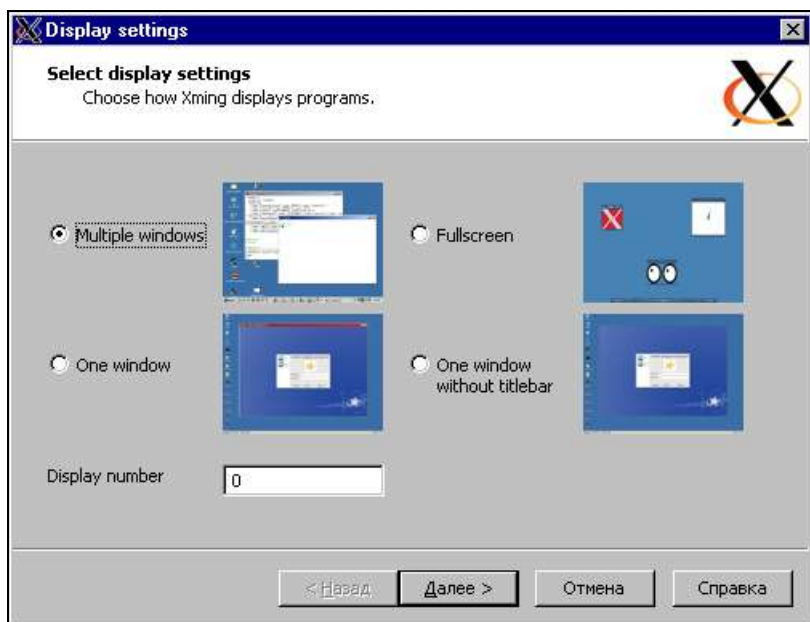 Display settings
Select display settings
Choose how Xming displays programs.
Multiple windows
Fullscreen
One window
One window
without titlebar
Display number
0
< Назад
Далее >
Отмена
Справка